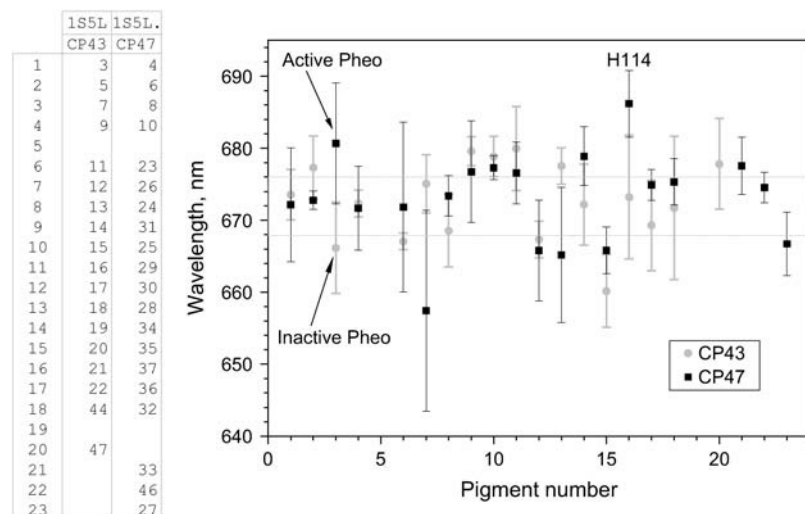 1S5L 1S5L.
CP43 CP47
1 3 4
2 5 6
3 7 8
4 9 10
5
6 11 23
7 12 26
8 13 24
9 14 31
10 15 25
11 16 29
12 17 30
13 18 28
14 19 34
15 20 35
16 21 37
17 22 36
18 44 32
19
20 47
21 33
22 46
23 27
Wavelength, nm
690
680
670
660
650
640
Active Pheo
H114
Inactive Pheo
CP43
CP47
0 5 10 15 20
Pigment number